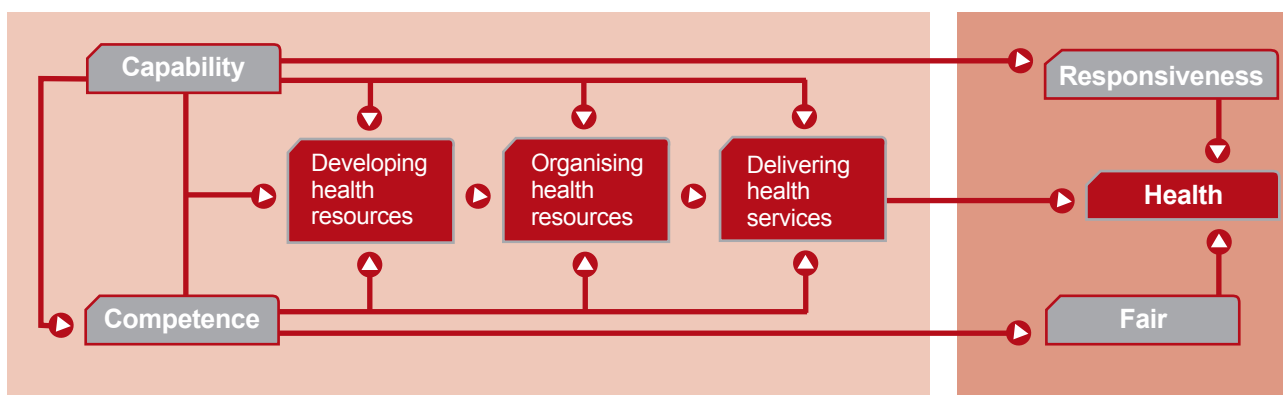 Capability
Responsiveness
Developing
health
resources
Organising
health
resources
Delivering
health
services
Health
Competence
Fair